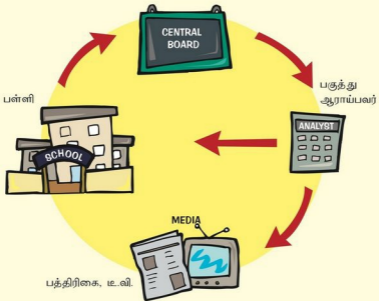 CENTRAL
BOARD
பகுத்து
ஆராய்பவர்
ANALYST
பள்ளி
SCHOOL
MEDIA
பத்திரிகை, டீ.வி.